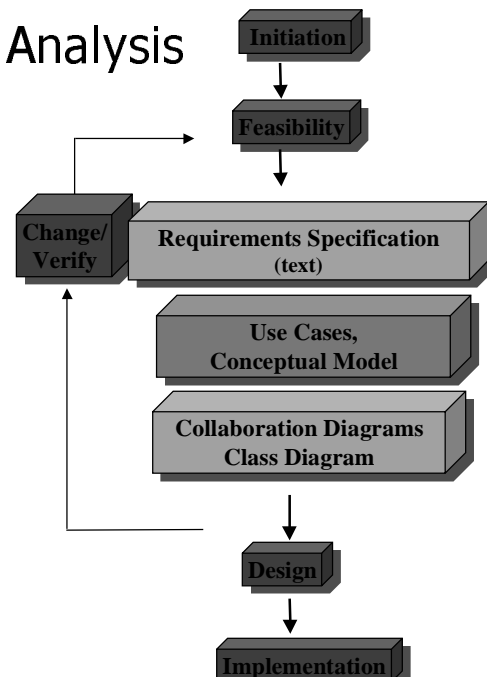 Analysis
Initiation
Feasibility
Change/
Verify
Requirements Specification
(text)
Use Cases,
Conceptual Model
Collaboration Diagrams
Class Diagram
Design
Implementation